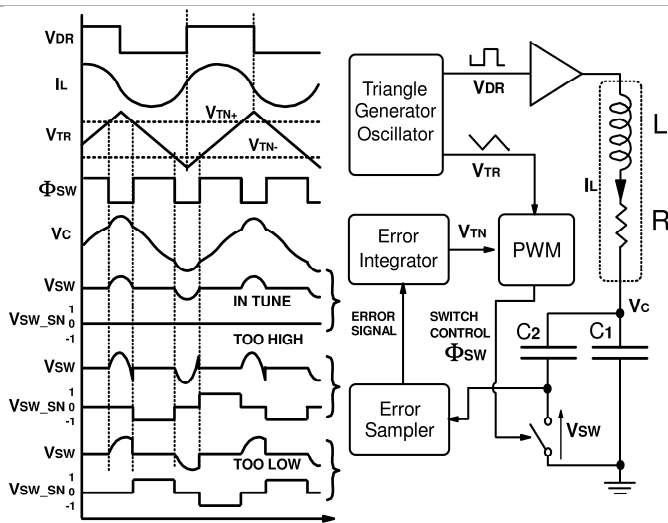 VDR
IL
VTR
VTN+
VTN-
ΦSW
VC
VSW
IN TUNE
VSW_SN
1
0
-1
TOO HIGH
VSW
VSW_SN
1
0
-1
VSW
TOO LOW
VSW_SN
1
0
-1
Triangle
Generator
Oscillator
VDR
VTR
L
IL
R
Error
Integrator
VTN
PWM
ERROR
SIGNAL
SWITCH
CONTROL
ΦSW
VC
C2
C1
Error
Sampler
VSW